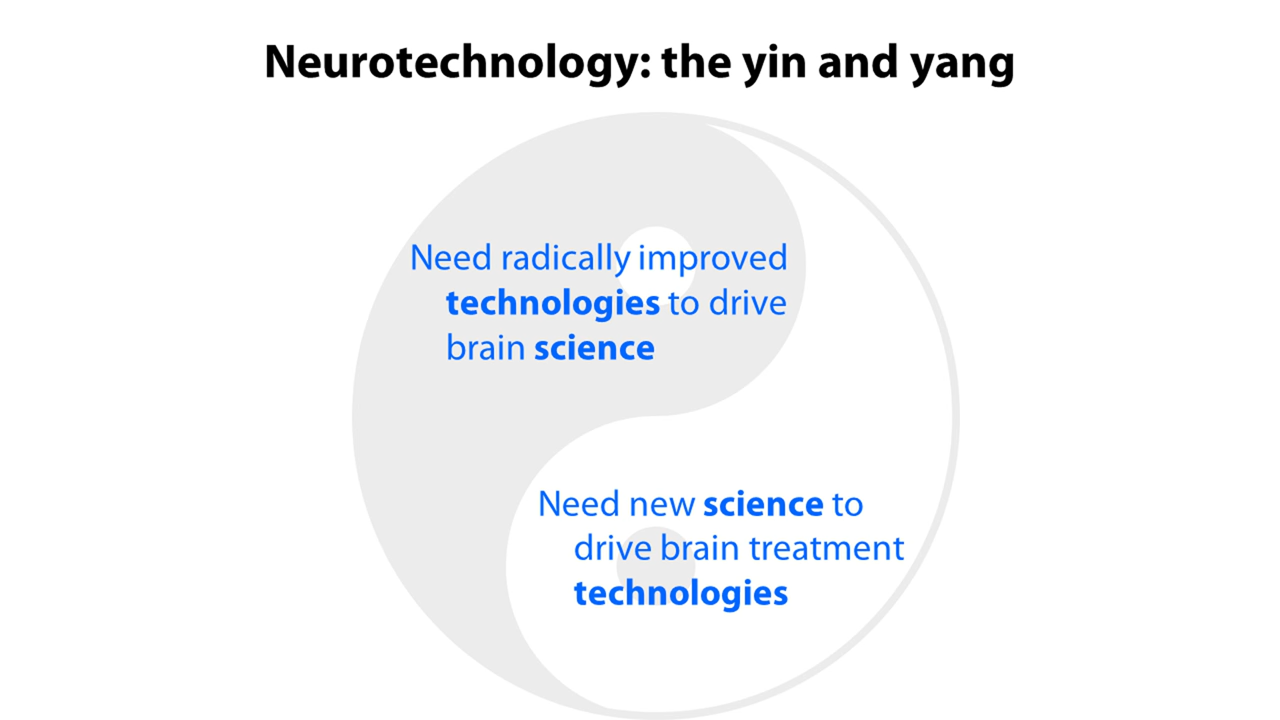 Neurotechnology: the yin and yang
Need radically improved
technologies to drive
brain science
Need new science to
drive brain treatment
technologies